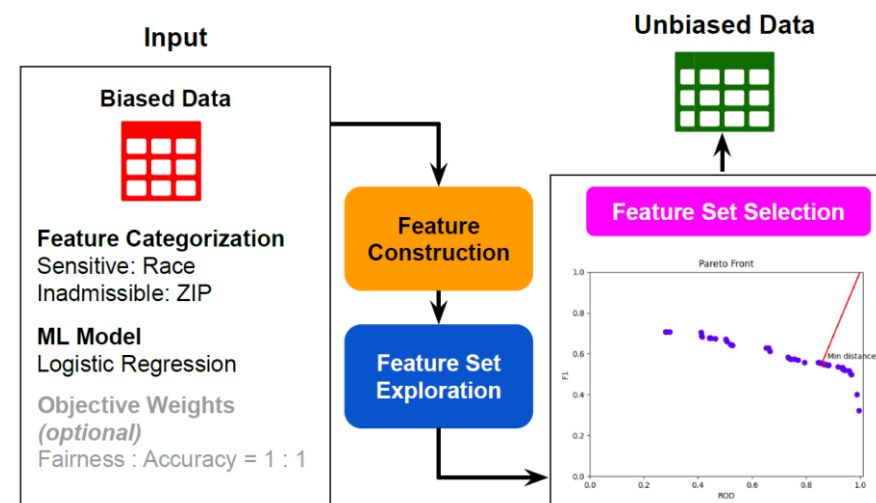 Input
Biased Data
Feature Categorization
Sensitive: Race
Inadmissible: ZIP
ML Model
Logistic Regression
Objective Weights
(optional)
Fairness : Accuracy = 1 : 1
Feature
Construction
Feature Set
Exploration
Unbiased Data
Feature Set Selection
Pareto Front
1.0
0.8
0.6
0.4
0.2
0.0
F1
Min distance
0.0
0.2
0.4
0.6
0.8
1.0
ROD